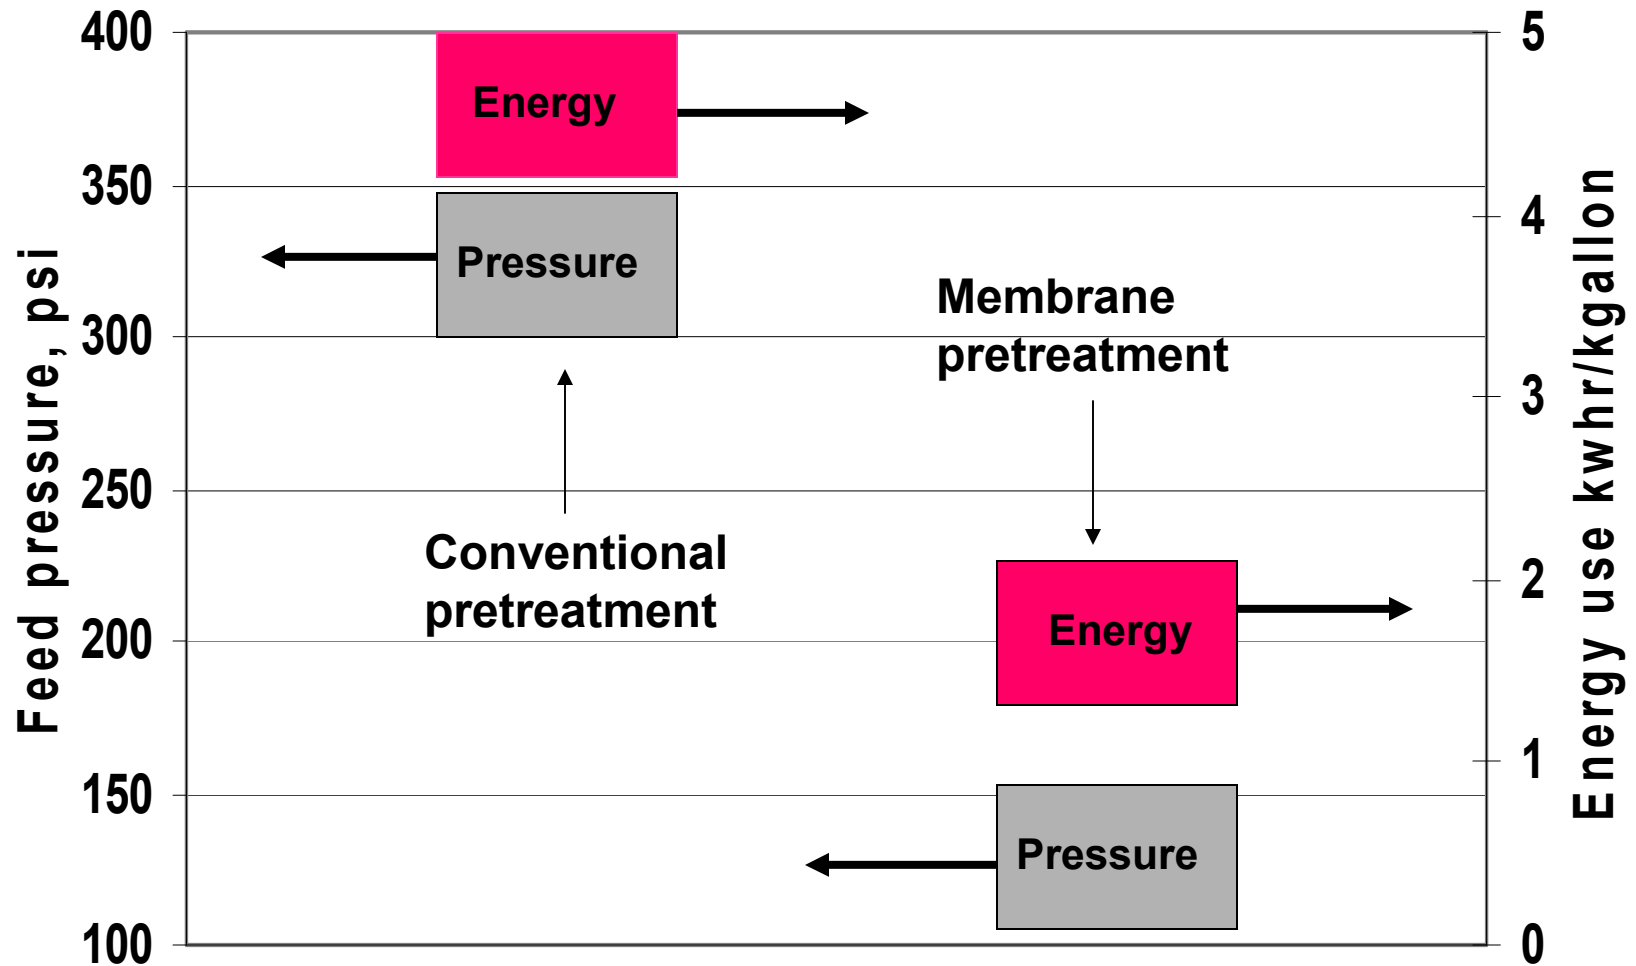 400
350
300
250
200
150
100
Feed pressure, psi
Energy
Pressure
Conventional
pretreatment
Membrane
pretreatment
Energy
Pressure
5
4
3
2
1
0
Energy use kwhr/kgallon